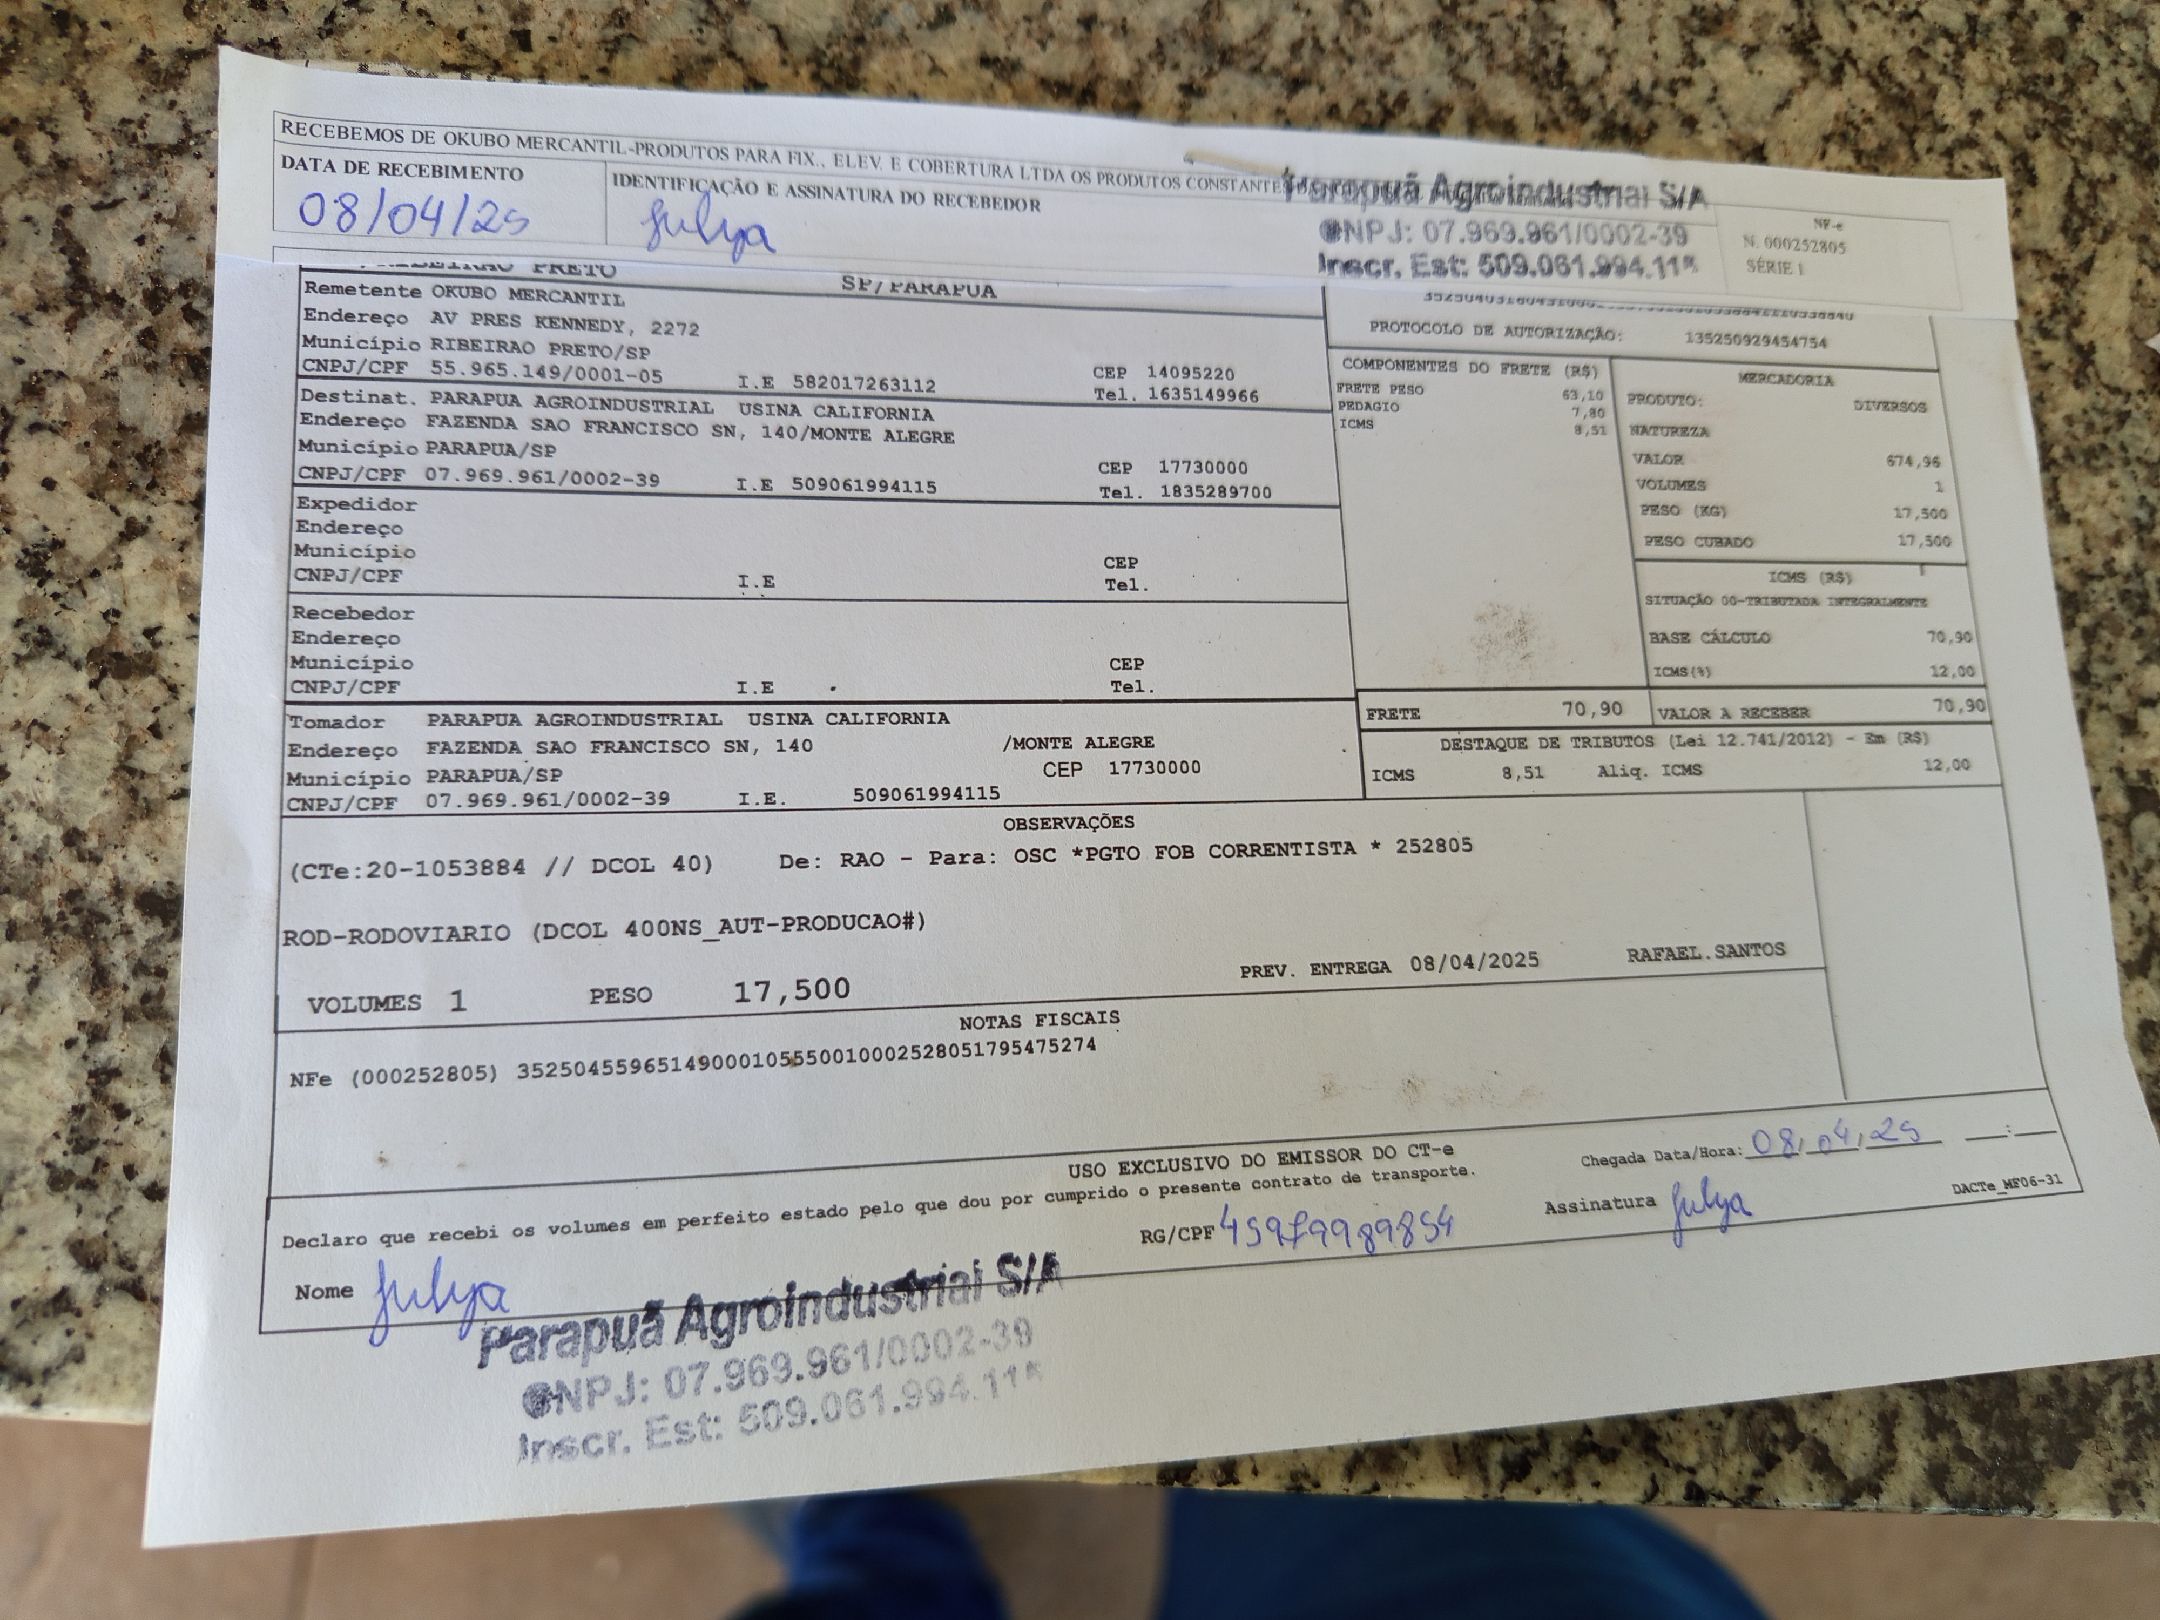 RECEBEMOS DE OKUBO MERCANTIL-PRODUTOS PARA FIX., ELEV. E COBERTURA LTDA OS PRODUTOS CONSTANTES
DATA DE RECEBIMENTO
08/04/25
IDENTIFICAÇÃO E ASSINATURA DO RECEBEDOR
Julya
Parapuã Agroindustrial S/A
CNPJ: 07.969.961/0002-39
Inscr. Est: 509.061.994.115
NF-e
N. 000252805
SÉRIE 1
RIBEIRAO PRETO
SP/PARAPUA
Remetente OKUBO MERCANTIL
Endereço AV PRES KENNEDY, 2272
Município RIBEIRAO PRETO/SP
CNPJ/CPF 55.965.149/0001-05 I.E 582017263112
CEP 14095220
Tel. 1635149966
Destinat. PARAPUA AGROINDUSTRIAL USINA CALIFORNIA
Endereço FAZENDA SAO FRANCISCO SN, 140/MONTE ALEGRE
Município PARAPUA/SP
CNPJ/CPF 07.969.961/0002-39 I.E 509061994115
CEP 17730000
Tel. 1835289700
Expedidor
Endereço
Município
CNPJ/CPF I.E
CEP
Tel.
Recebedor
Endereço
Município
CNPJ/CPF I.E
CEP
Tel.
Tomador PARAPUA AGROINDUSTRIAL USINA CALIFORNIA
Endereço FAZENDA SAO FRANCISCO SN, 140 /MONTE ALEGRE
Município PARAPUA/SP CEP 17730000
CNPJ/CPF 07.969.961/0002-39 I.E. 509061994115
PROTOCOLO DE AUTORIZAÇÃO: 135250929454754
COMPONENTES DO FRETE (R$)
FRETE PESO 63,10
PEDAGIO 7,80
ICMS 8,51
MERCADORIA
PRODUTO: DIVERSOS
NATUREZA
VALOR 674,96
VOLUMES 1
PESO (KG) 17,500
PESO CUBADO 17,500
ICMS (R$)
SITUAÇÃO 00-TRIBUTADA INTEGRALMENTE
BASE CÁLCULO 70,90
ICMS(%) 12,00
FRETE 70,90
VALOR A RECEBER 70,90
DESTAQUE DE TRIBUTOS (Lei 12.741/2012) - Em (R$)
ICMS 8,51 Aliq. ICMS 12,00
OBSERVAÇÕES
(CTe:20-1053884 // DCOL 40) De: RAO - Para: OSC *PGTO FOB CORRENTISTA * 252805
ROD-RODOVIARIO (DCOL 400NS_AUT-PRODUCAO#)
VOLUMES 1 PESO 17,500 PREV. ENTREGA 08/04/2025 RAFAEL.SANTOS
NOTAS FISCAIS
NFe (000252805) 35250455965149000105550010002528051795475274
USO EXCLUSIVO DO EMISSOR DO CT-e
Declaro que recebi os volumes em perfeito estado pelo que dou por cumprido o presente contrato de transporte.
Chegada Data/Hora: 08/04/25 __:__
Nome Julya
RG/CPF 45979989854
Assinatura Julya
DACTe_MF06-31
Parapuã Agroindustrial S/A
CNPJ: 07.969.961/0002-39
Inscr. Est: 509.061.994.115